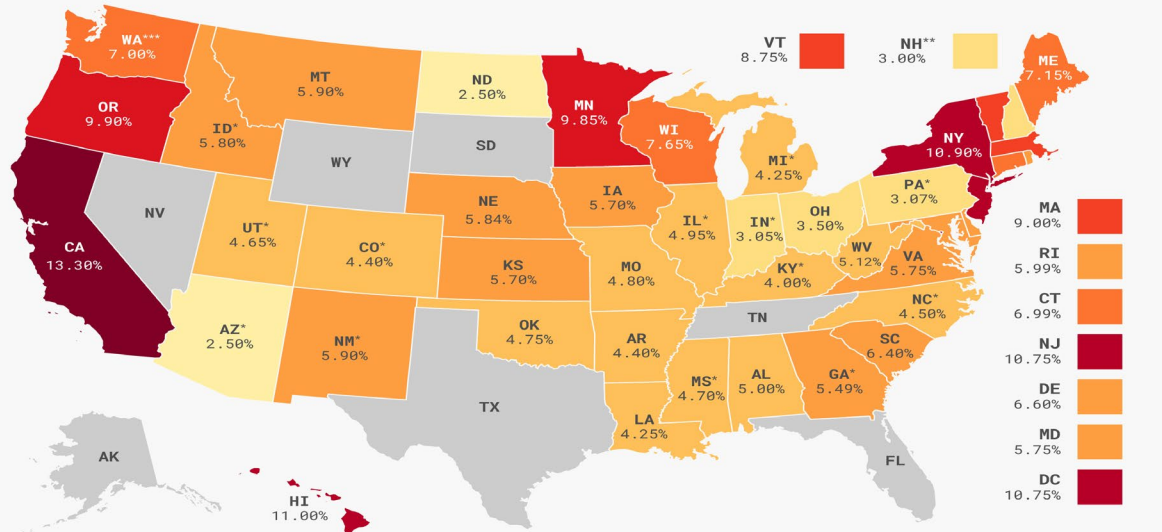 WA***
7.00%
OR
9.90%
CA
13.30%
NV
ID*
5.80%
MT
5.90%
WY
UT*
4.65%
AZ*
2.50%
CO*
4.40%
NM*
5.90%
ND
2.50%
SD
NE
5.84%
KS
5.70%
OK
4.75%
TX
MN
9.85%
IA
5.70%
MO
4.80%
AR
4.40%
LA
4.25%
WI
7.65%
IL*
4.95%
MI*
4.25%
IN*
3.05%
OH
3.50%
KY*
4.00%
TN
MS*
4.70%
AL
5.00%
GA*
5.49%
FL
SC
6.40%
NC*
4.50%
VA
5.75%
WV
5.12%
PA*
3.07%
NY
10.90%
ME
7.15%
VT
8.75%
NH**
3.00%
MA
9.00%
RI
5.99%
CT
6.99%
NJ
10.75%
DE
6.60%
MD
5.75%
DC
10.75%
AK
HI
11.00%